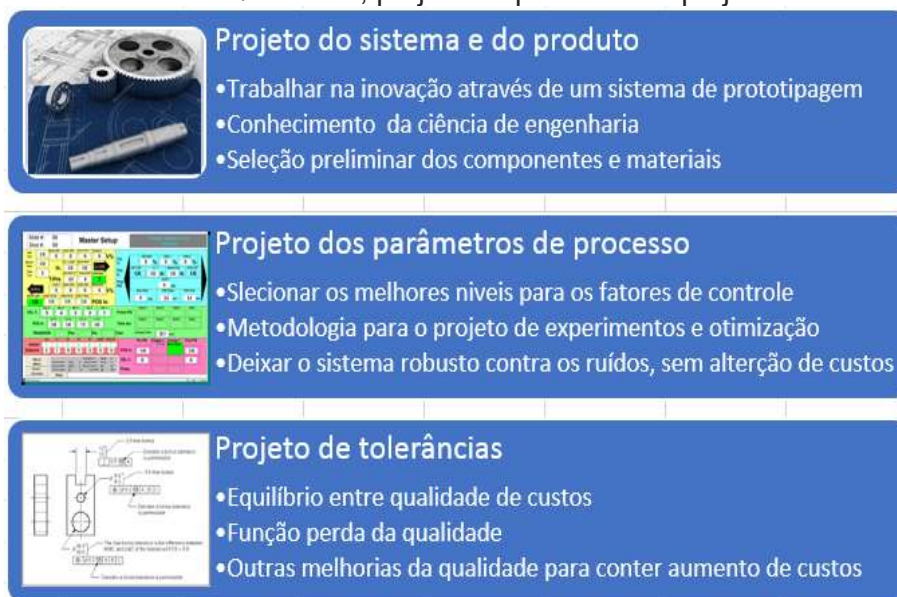 Projeto do sistema e do produto
•Trabalhar na inovação através de um sistema de prototipagem
•Conhecimento da ciência de engenharia
•Seleção preliminar dos componentes e materiais
Master Setup
Projeto dos parâmetros de processo
•Slecionar os melhores niveis para os fatores de controle
•Metodologia para o projeto de experimentos e otimização
•Deixar o sistema robusto contra os ruídos, sem alterção de custos
Projeto de tolerâncias
•Equilíbrio entre qualidade de custos
•Função perda da qualidade
•Outras melhorias da qualidade para conter aumento de custos